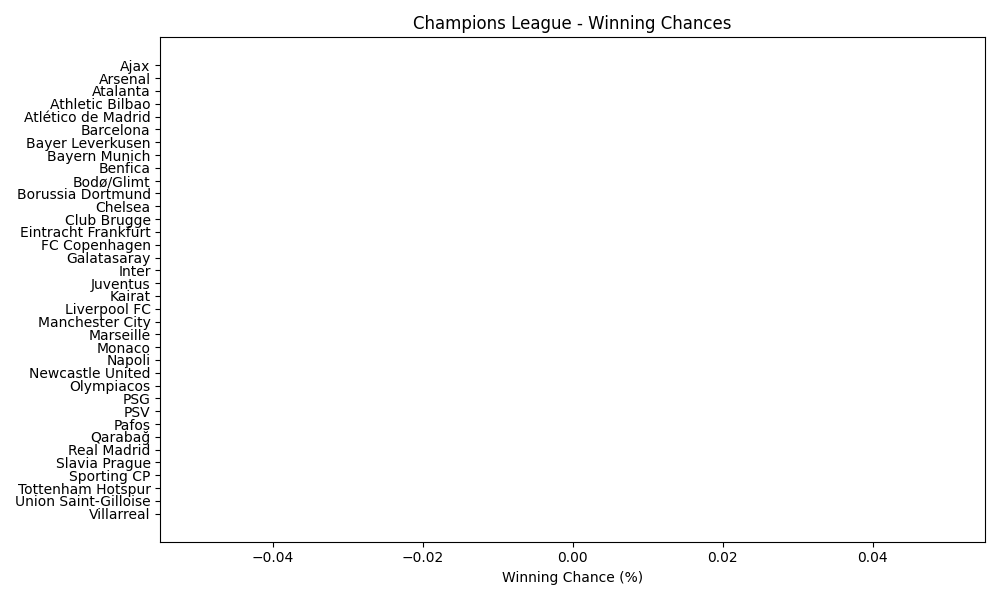 Champions League - Winning Chances
Ajax
Arsenal
Atalanta
Athletic Bilbao
Atlético de Madrid
Barcelona
Bayer Leverkusen
Bayern Munich
Benfica
Bodø/Glimt
Borussia Dortmund
Chelsea
Club Brugge
Eintracht Frankfurt
FC Copenhagen
Galatasaray
Inter
Juventus
Kairat
Liverpool FC
Manchester City
Marseille
Monaco
Napoli
Newcastle United
Olympiacos
PSG
PSV
Pafos
Qarabağ
Real Madrid
Slavia Prague
Sporting CP
Tottenham Hotspur
Union Saint-Gilloise
Villarreal
−0.04 −0.02 0.00 0.02 0.04
Winning Chance (%)